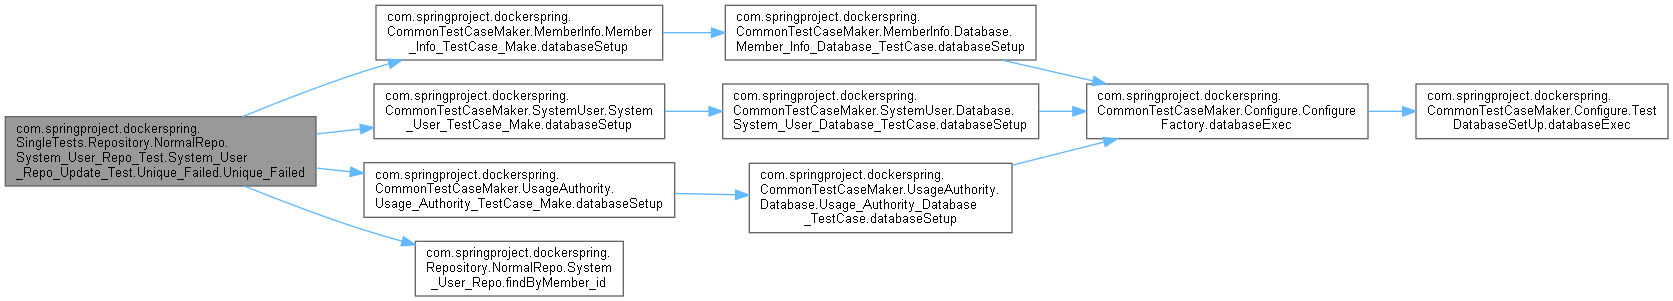 com.springproject.dockerspring.
SingleTests.Repository.NormalRepo.
System_User_Repo_Test.System_User
_Repo_Update_Test.Unique_Failed.Unique_Failed
com.springproject.dockerspring.
CommonTestCaseMaker.MemberInfo.Member
_Info_TestCase_Make.databaseSetup
com.springproject.dockerspring.
CommonTestCaseMaker.MemberInfo.Database.
Member_Info_Database_TestCase.databaseSetup
com.springproject.dockerspring.
CommonTestCaseMaker.SystemUser.System
_User_TestCase_Make.databaseSetup
com.springproject.dockerspring.
CommonTestCaseMaker.SystemUser.Database.
System_User_Database_TestCase.databaseSetup
com.springproject.dockerspring.
CommonTestCaseMaker.Configure.Configure
Factory.databaseExec
com.springproject.dockerspring.
CommonTestCaseMaker.Configure.Test
DatabaseSetUp.databaseExec
com.springproject.dockerspring.
CommonTestCaseMaker.UsageAuthority.
Usage_Authority_TestCase_Make.databaseSetup
com.springproject.dockerspring.
CommonTestCaseMaker.UsageAuthority.
Database.Usage_Authority_Database
_TestCase.databaseSetup
com.springproject.dockerspring.
Repository.NormalRepo.System
_User_Repo.findByMember_id